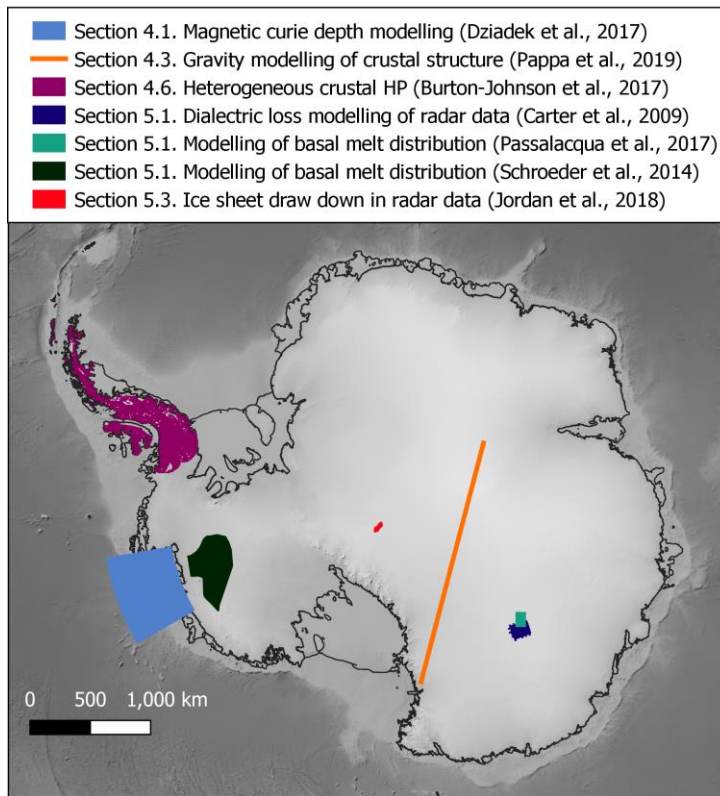 Section 4.1. Magnetic curie depth modelling (Dziadek et al., 2017)
Section 4.3. Gravity modelling of crustal structure (Pappa et al., 2019)
Section 4.6. Heterogeneous crustal HP (Burton-Johnson et al., 2017)
Section 5.1. Dialectric loss modelling of radar data (Carter et al., 2009)
Section 5.1. Modelling of basal melt distribution (Passalacqua et al., 2017)
Section 5.1. Modelling of basal melt distribution (Schroeder et al., 2014)
Section 5.3. Ice sheet draw down in radar data (Jordan et al., 2018)
0 500 1,000 km